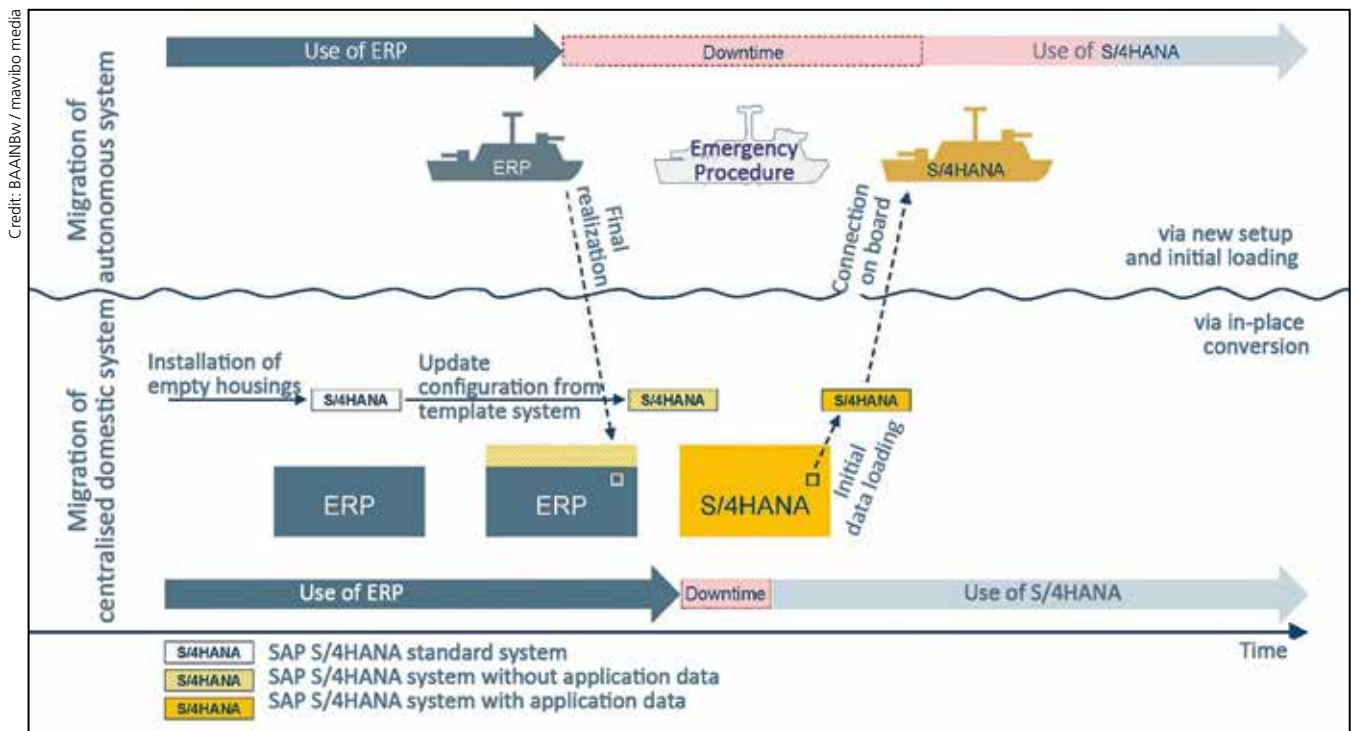 Credit: BAAINBw / mawibo media
Migration of
autonomous system
Use of ERP
Downtime
Use of S/4HANA
ERP
Emergency
Procedure
S/4HANA
Final
realization
Connection
on board
via new setup
and initial loading
via in-place
conversion
Migration of
centralised domestic system
Installation of
empty housings
S/4HANA
Update
configuration from
template system
S/4HANA
S/4HANA
ERP
ERP
S/4HANA
Initial
data loading
Use of ERP
Downtime
Use of S/4HANA
Time
S/4HANA SAP S/4HANA standard system
S/4HANA SAP S/4HANA system without application data
S/4HANA SAP S/4HANA system with application data